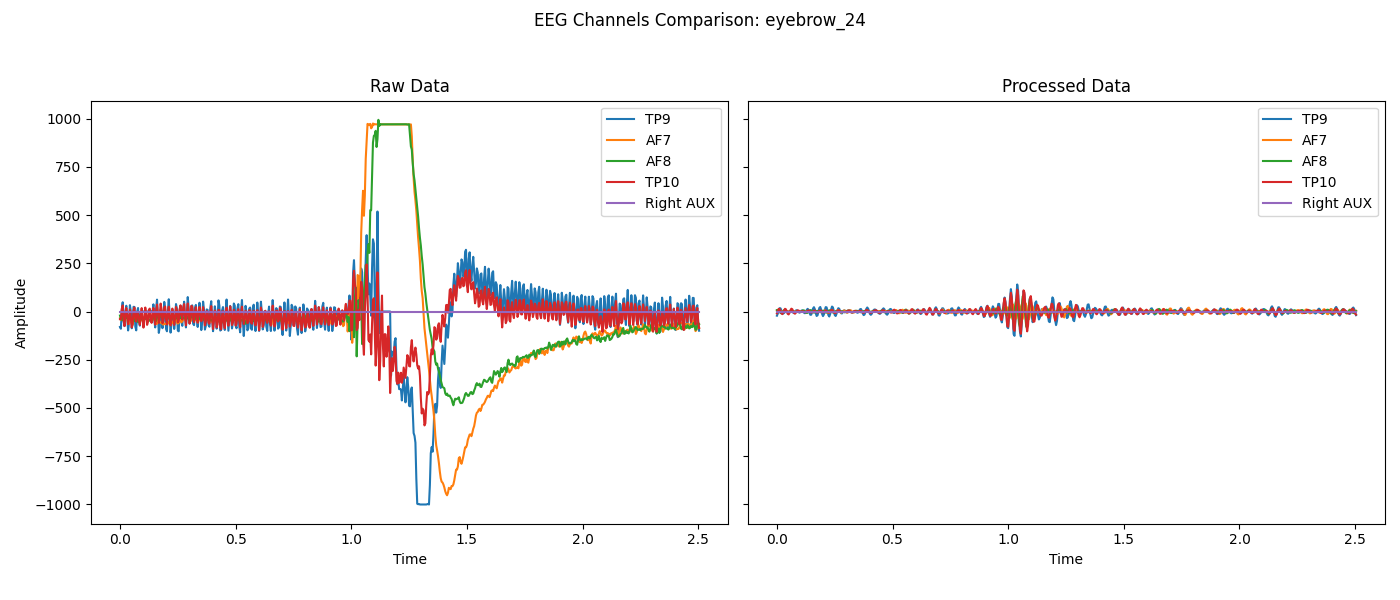 EEG Channels Comparison: eyebrow_24
Raw Data
Amplitude
1000
750
500
250
0
−250
−500
−750
−1000
0.0
0.5
1.0
1.5
2.0
2.5
Time
TP9
AF7
AF8
TP10
Right AUX
Processed Data
0.0
0.5
1.0
1.5
2.0
2.5
Time
TP9
AF7
AF8
TP10
Right AUX